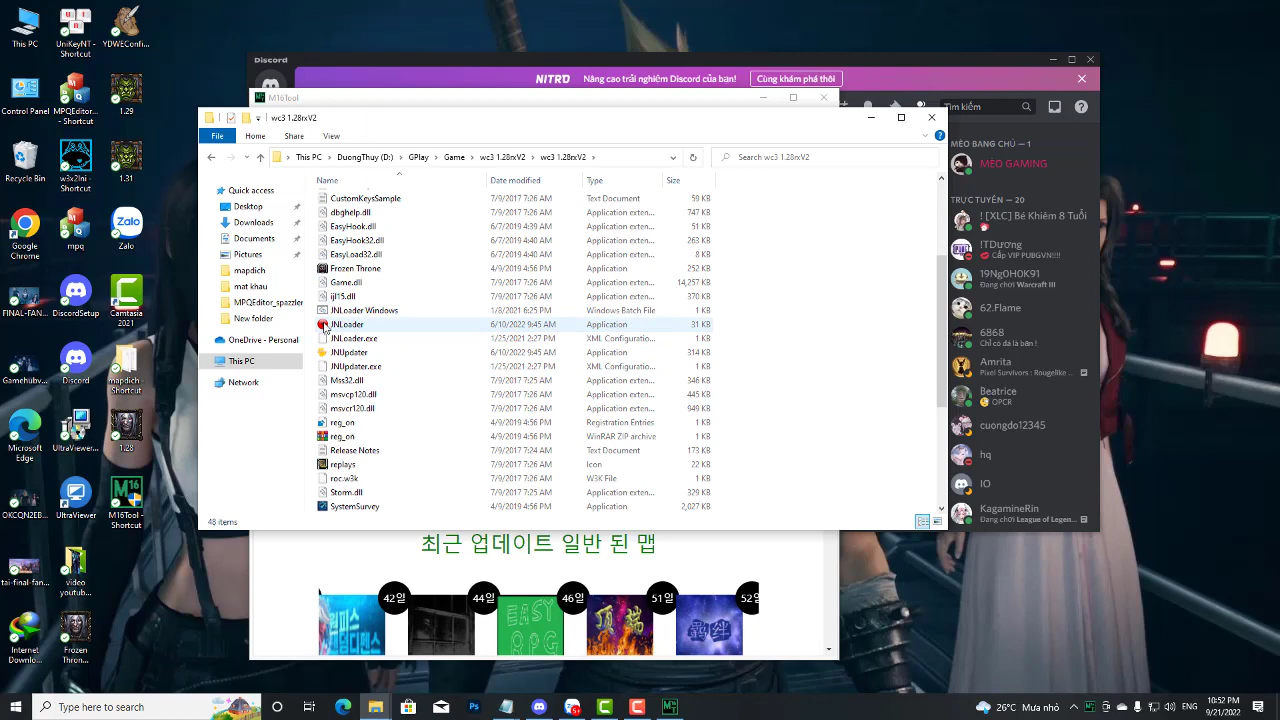 This PC
UniKeyNT - Shortcut
YDWEConfi...
Control Panel
MPQEditor - Shortcut
1.29
Recycle Bin
w3x2lni
1.31
Google Chrome
MPQEditor
Zalo
Camtasia 2021
Discord
mapdich - Shortcut
UltraViewer...
1.28
OKCQJI2EB...
UltraViewer
M16
M16Tool - Shortcut
youtub...
Internet Downlo...
Frozen Thron...
Discord
NITRO
Nâng cao trải nghiệm Discord của bạn!
Cùng khám phá thôi
M16Tool
Tìm kiếm
wc3 1.28rxV2
File
Home
Share
View
This PC
DuongThuy (D:)
GPlay
Game
wc3 1.28rxV2
wc3 1.28rxV2
Search wc3 1.28rxV2
Quick access
Desktop
Downloads
Documents
Pictures
mapdich
mat khau
MPQEditor_spazzler
New folder
OneDrive - Personal
This PC
Network
Name
Date modified
Type
Size
CustomKeysSample 7/9/2017 7:26 AM Text Document 59 KB
dbghelp.dll 7/9/2017 7:26 AM Application exten... 747 KB
EasyHook.dll 6/7/2017 4:39 AM Application exten... 51 KB
EasyHook32.dll 6/7/2017 4:40 AM Application exten... 263 KB
EasyLoad32.dll 6/7/2017 4:40 AM Application exten... 8 KB
Frozen Throne 4/9/2019 4:56 PM Application 252 KB
Game.dll 7/9/2017 7:26 AM Application exten... 14,257 KB
ijl15.dll 7/9/2017 7:26 AM Application exten... 370 KB
JNLoader Windows 1/8/2021 6:25 PM Windows Batch File 1 KB
JNLoader 6/10/2022 9:45 AM Application 31 KB
JNLoader.exe 1/25/2021 2:27 PM XML Configuratio... 1 KB
JNUpdater 6/10/2022 9:45 AM Application 314 KB
JNUpdater.exe 1/25/2021 2:27 PM XML Configuratio... 1 KB
Mss32.dll 7/9/2017 7:25 AM Application exten... 346 KB
msvcp120.dll 7/9/2017 7:26 AM Application exten... 445 KB
msvcr120.dll 7/9/2017 7:26 AM Application exten... 949 KB
reg_on 4/9/2019 4:56 PM Registration Entries 1 KB
reg_on 4/9/2019 4:56 PM WinRAR ZIP archive 1 KB
Release Notes 7/9/2017 7:25 AM Text Document 173 KB
replays 7/9/2017 7:26 AM Icon 22 KB
roc.w3k 7/9/2017 7:26 AM W3K File 1 KB
Storm.dll 7/9/2017 7:25 AM Application exten... 329 KB
SystemSurvey 4/9/2019 4:56 PM Application 2,027 KB
48 items
MÈO BANG CHỦ — 1
MÈO GAMING
TRỰC TUYẾN — 20
! [XLC] Bé Khiêm 8 Tuổi
!TDương
Cắp VIP PUBGVN!!!!
19Ng0H0K91
Đang chơi Warcraft III
62.Flame
6868
Chỉ có đá là bản !
Amrita
Pixel Survivors : Rougelike ...
Beatrice
OPCR
cuongdo12345
hq
IO
KagamineRin
Đang chơi League of Legen...
최근 업데이트 일반 된 맵
42일
44일
46일
51일
52일
EASY RPG
Type here to search
26°C Mưa nhỏ
ENG
10:52 PM
9/21/2022